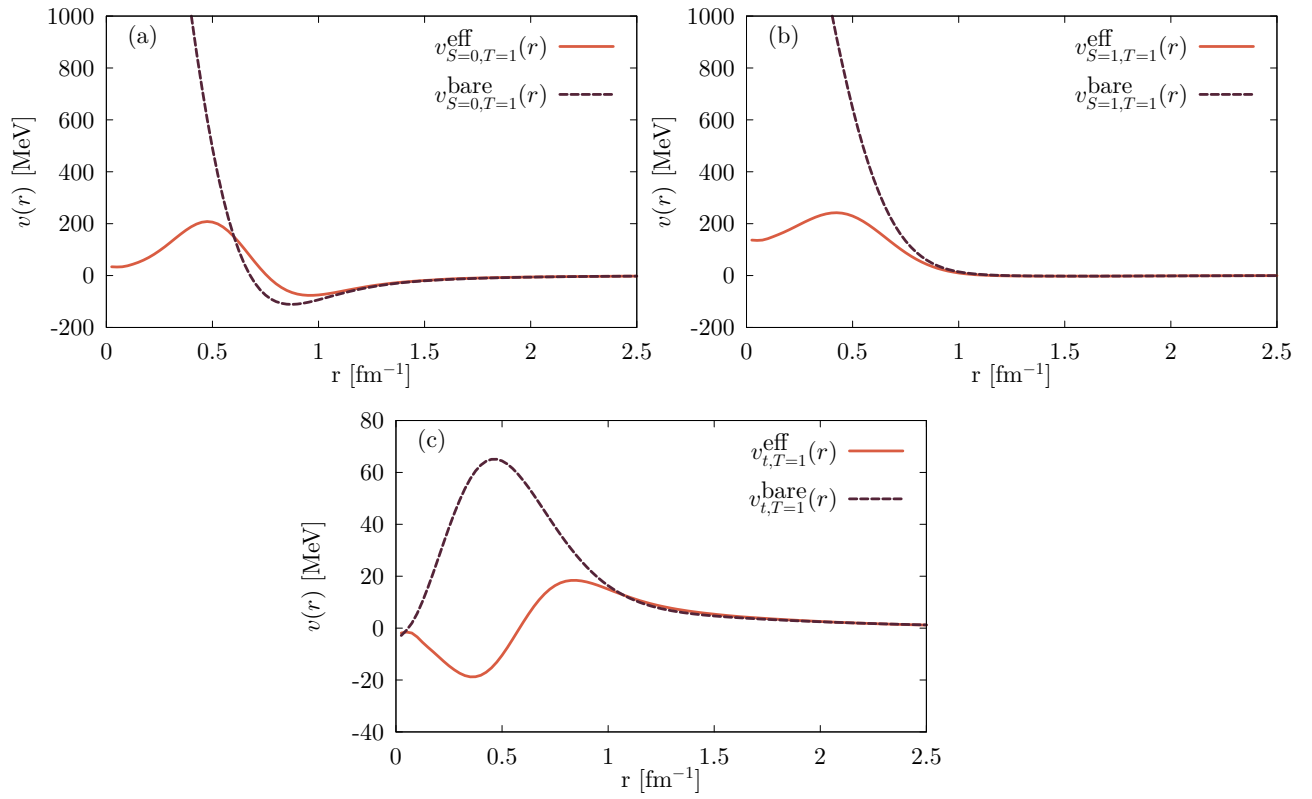 (a)
v^eff_{S=0,T=1}(r)
v^bare_{S=0,T=1}(r)
1000
800
600
400
200
0
-200
v(r) [MeV]
0 0.5 1 1.5 2 2.5
r [fm⁻¹]
(b)
v^eff_{S=1,T=1}(r)
v^bare_{S=1,T=1}(r)
1000
800
600
400
200
0
-200
v(r) [MeV]
0 0.5 1 1.5 2 2.5
r [fm⁻¹]
(c)
v^eff_{t,T=1}(r)
v^bare_{t,T=1}(r)
80
60
40
20
0
-20
-40
v(r) [MeV]
0 0.5 1 1.5 2 2.5
r [fm⁻¹]